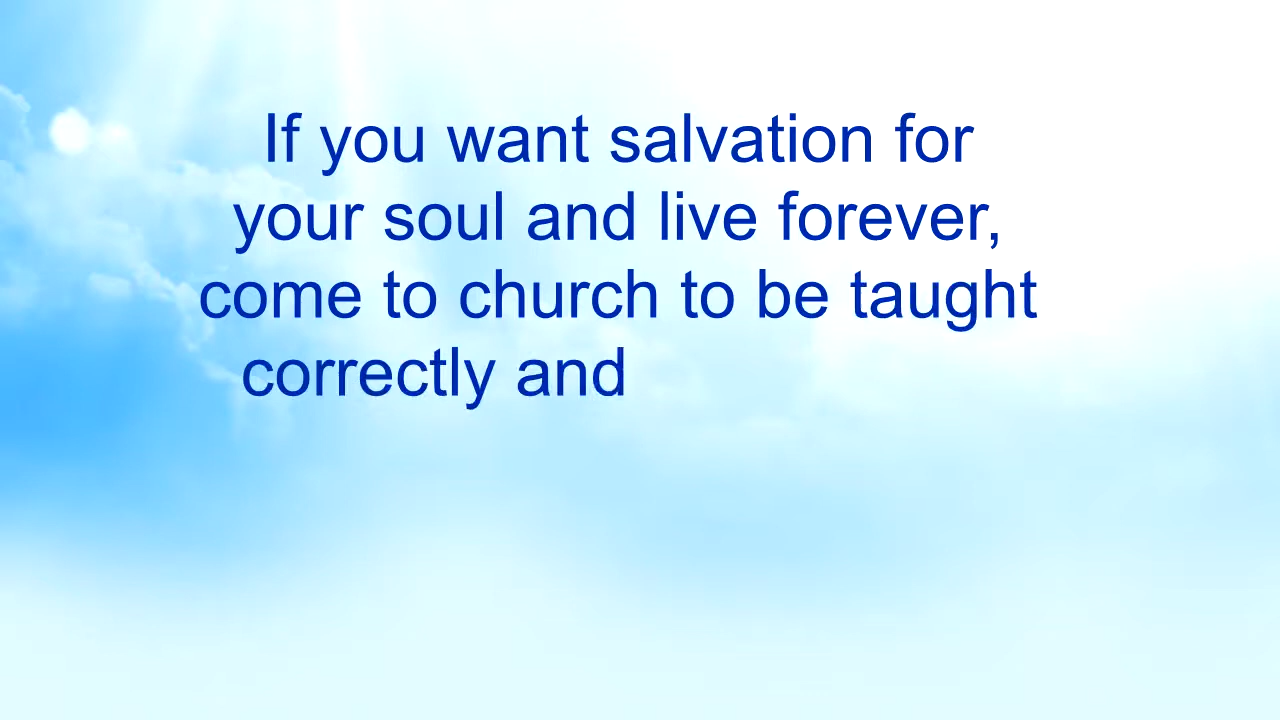 If you want salvation for
your soul and live forever,
come to church to be taught
correctly and